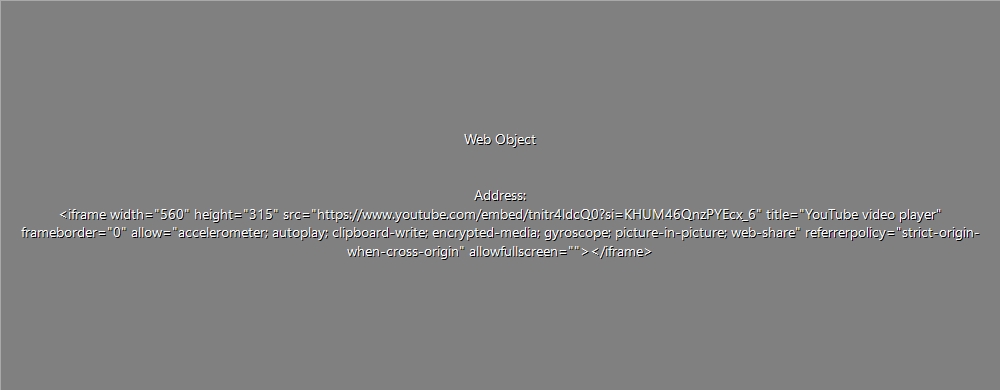 Web Object
Address:
<iframe width="560" height="315" src="https://www.youtube.com/embed/tnitr4ldcQ0?si=KHUM46QnzPYEcx_6" title="YouTube video player"
frameborder="0" allow="accelerometer; autoplay; clipboard-write; encrypted-media; gyroscope; picture-in-picture; web-share" referrerpolicy="strict-origin-
when-cross-origin" allowfullscreen=""></iframe>